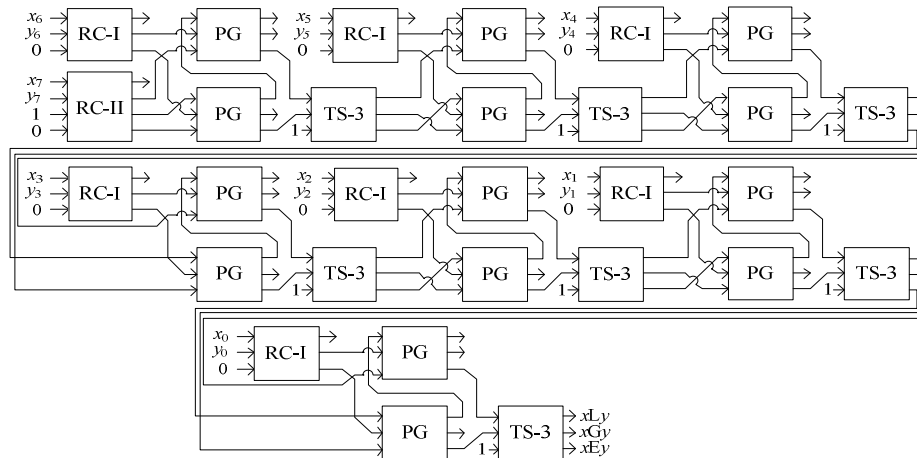 x6 y6 0 RC-I PG x5 y5 0 RC-I PG x4 y4 0 RC-I PG
x7 y7 1 0 RC-II PG 1 TS-3 PG 1 TS-3 PG 1 TS-3
x3 y3 0 RC-I PG x2 y2 0 RC-I PG x1 y1 0 RC-I PG
PG 1 TS-3 PG 1 TS-3 PG 1 TS-3
x0 y0 0 RC-I PG
PG 1 TS-3 xLy xGy xEy